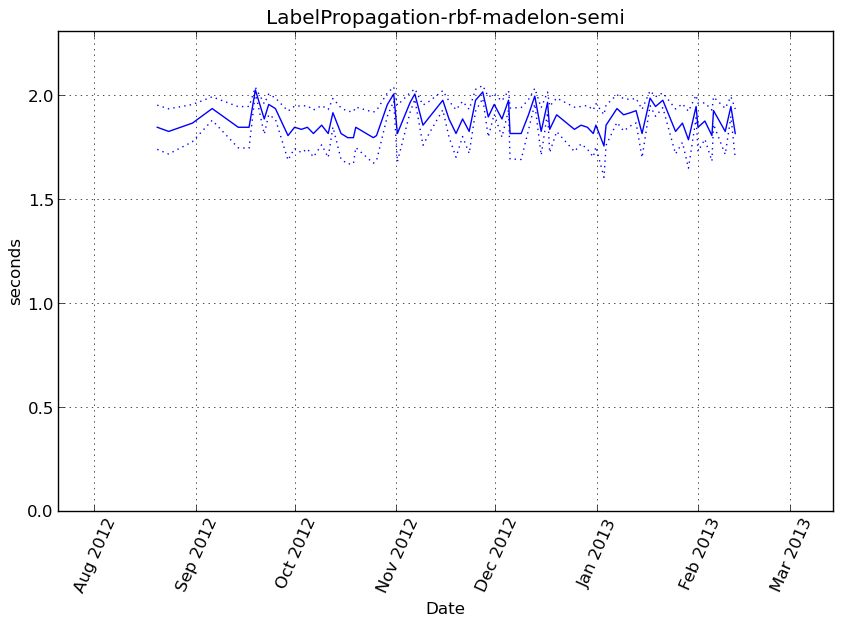 LabelPropagation-rbf-madelon-semi
2.0
1.5
1.0
0.5
0.0
seconds
Aug 2012
Sep 2012
Oct 2012
Nov 2012
Dec 2012
Jan 2013
Feb 2013
Mar 2013
Date